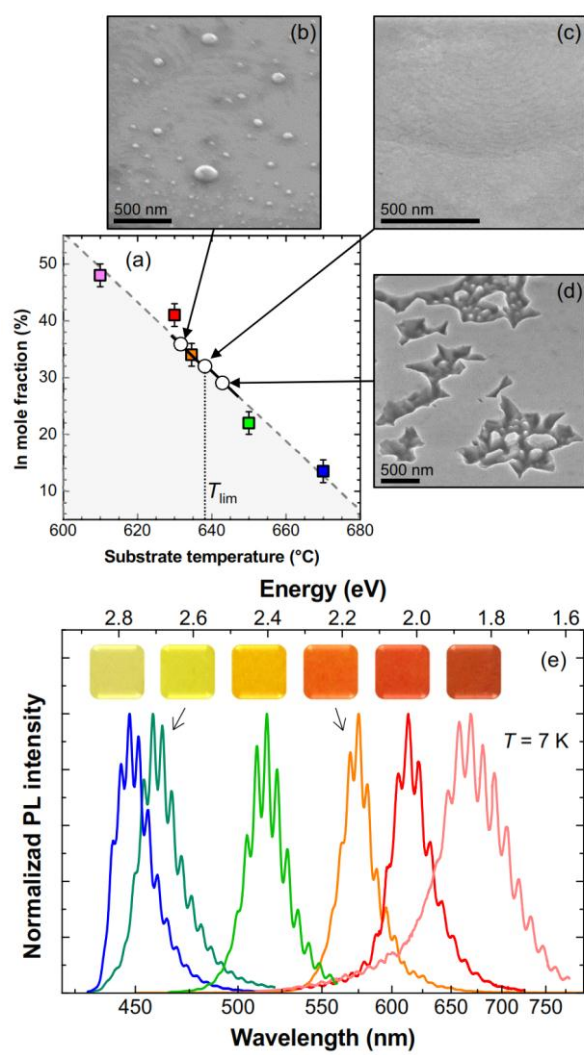 (b)
500 nm
(c)
500 nm
(a)
In mole fraction (%)
50
40
30
20
10
T lim
600 620 640 660 680
Substrate temperature (°C)
(d)
500 nm
Energy (eV)
2.8 2.6 2.4 2.2 2.0 1.8 1.6
(e)
T = 7 K
Normalizad PL intensity
450 500 550 600 650 700 750
Wavelength (nm)